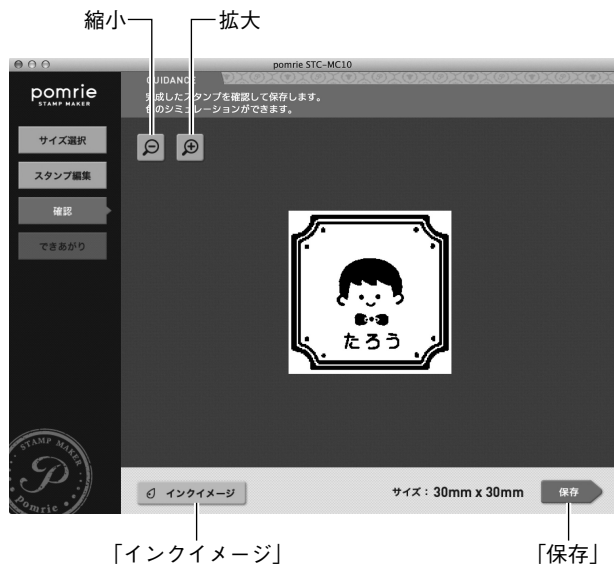 縮小 拡大
pomrie STC-MC10
pomrie
STAMP MAKER
GUIDANCE
完成したスタンプを確認して保存します。
色のシミュレーションができます。
サイズ選択
スタンプ編集
確認
できあがり
たろう
STAMP MAKER
P
pomrie
インクイメージ
サイズ：30mm x 30mm
保存
「インクイメージ」 「保存」